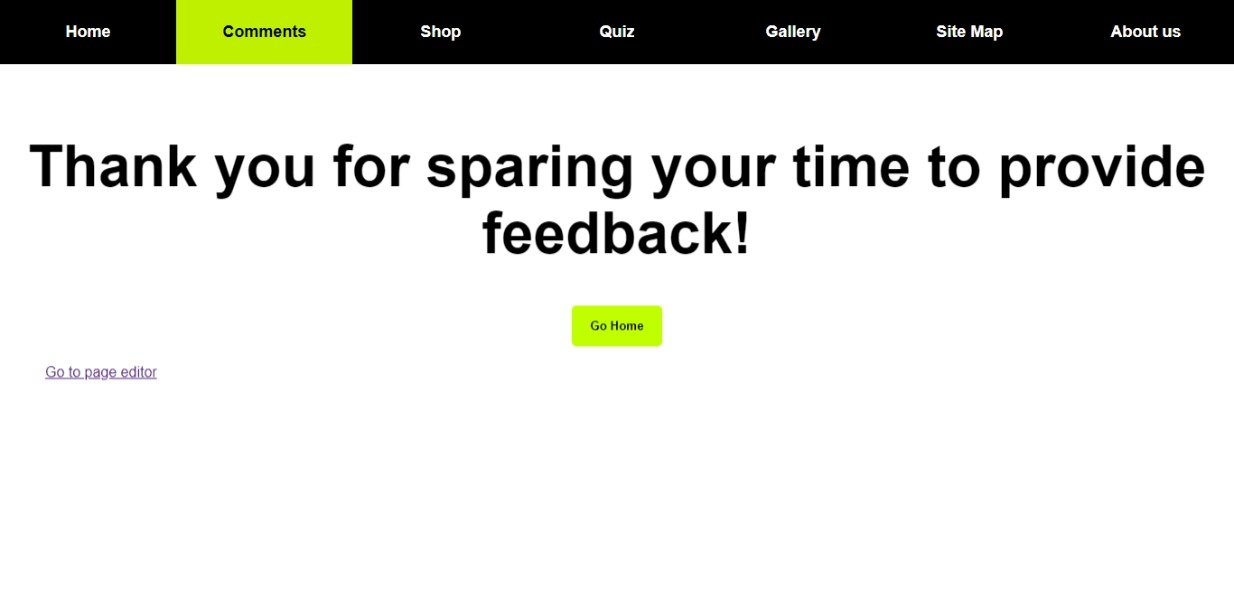 Home Comments Shop Quiz Gallery Site Map About us
Thank you for sparing your time to provide
feedback!
Go Home
Go to page editor